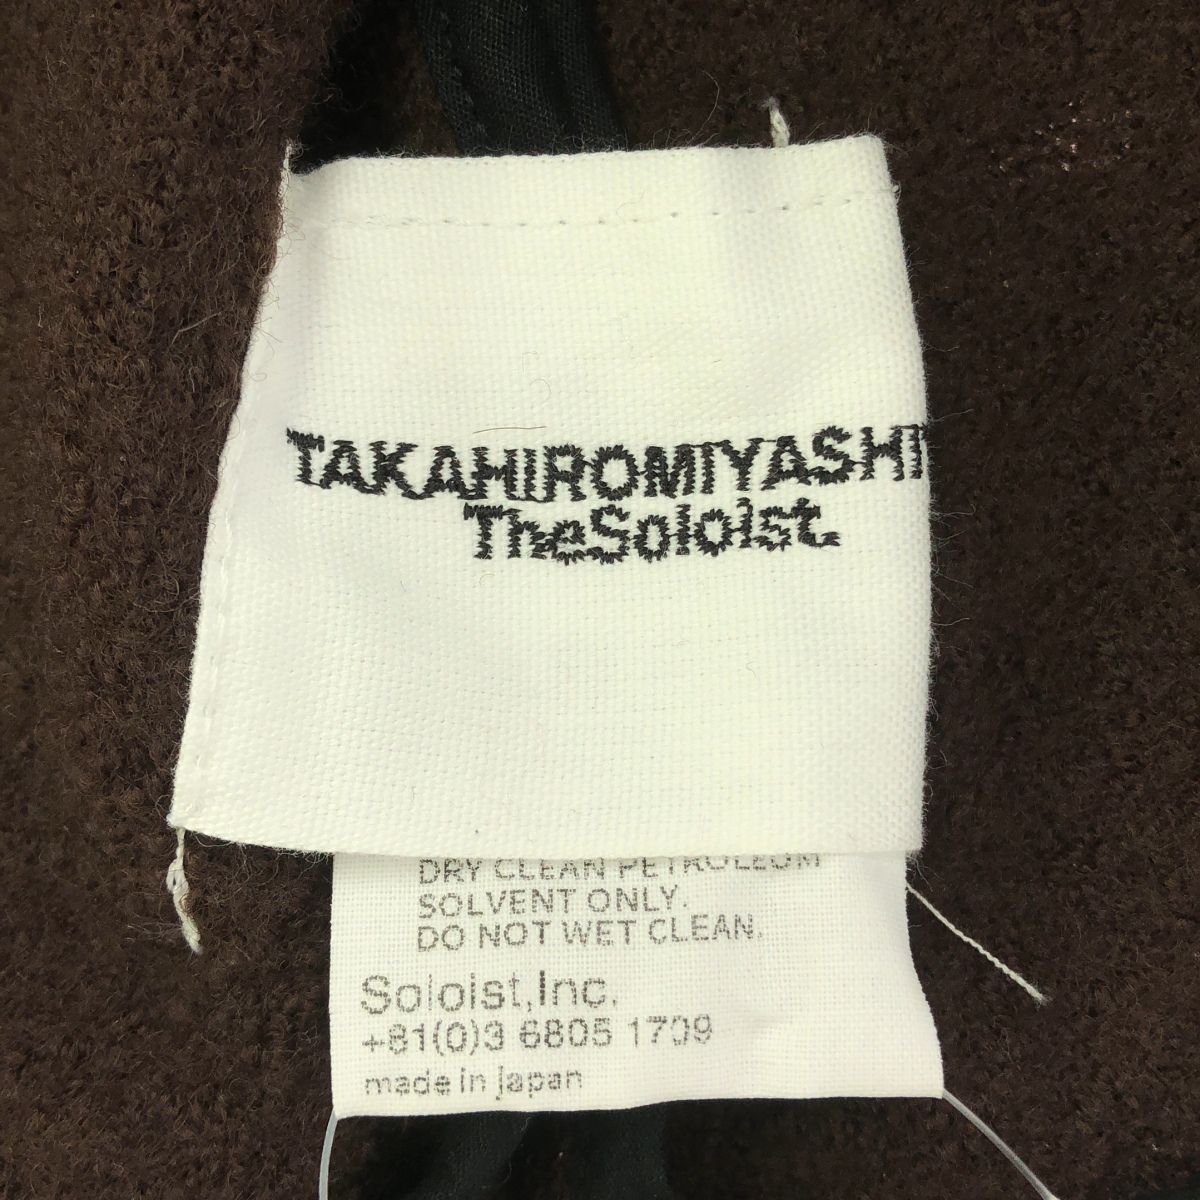 TAKAHIROMIYASHI
TheSoloist.
DRY CLEAN PETROLEUM
SOLVENT ONLY.
DO NOT WET CLEAN.
Soloist,Inc.
+81(0)3 6805 1709
made in japan